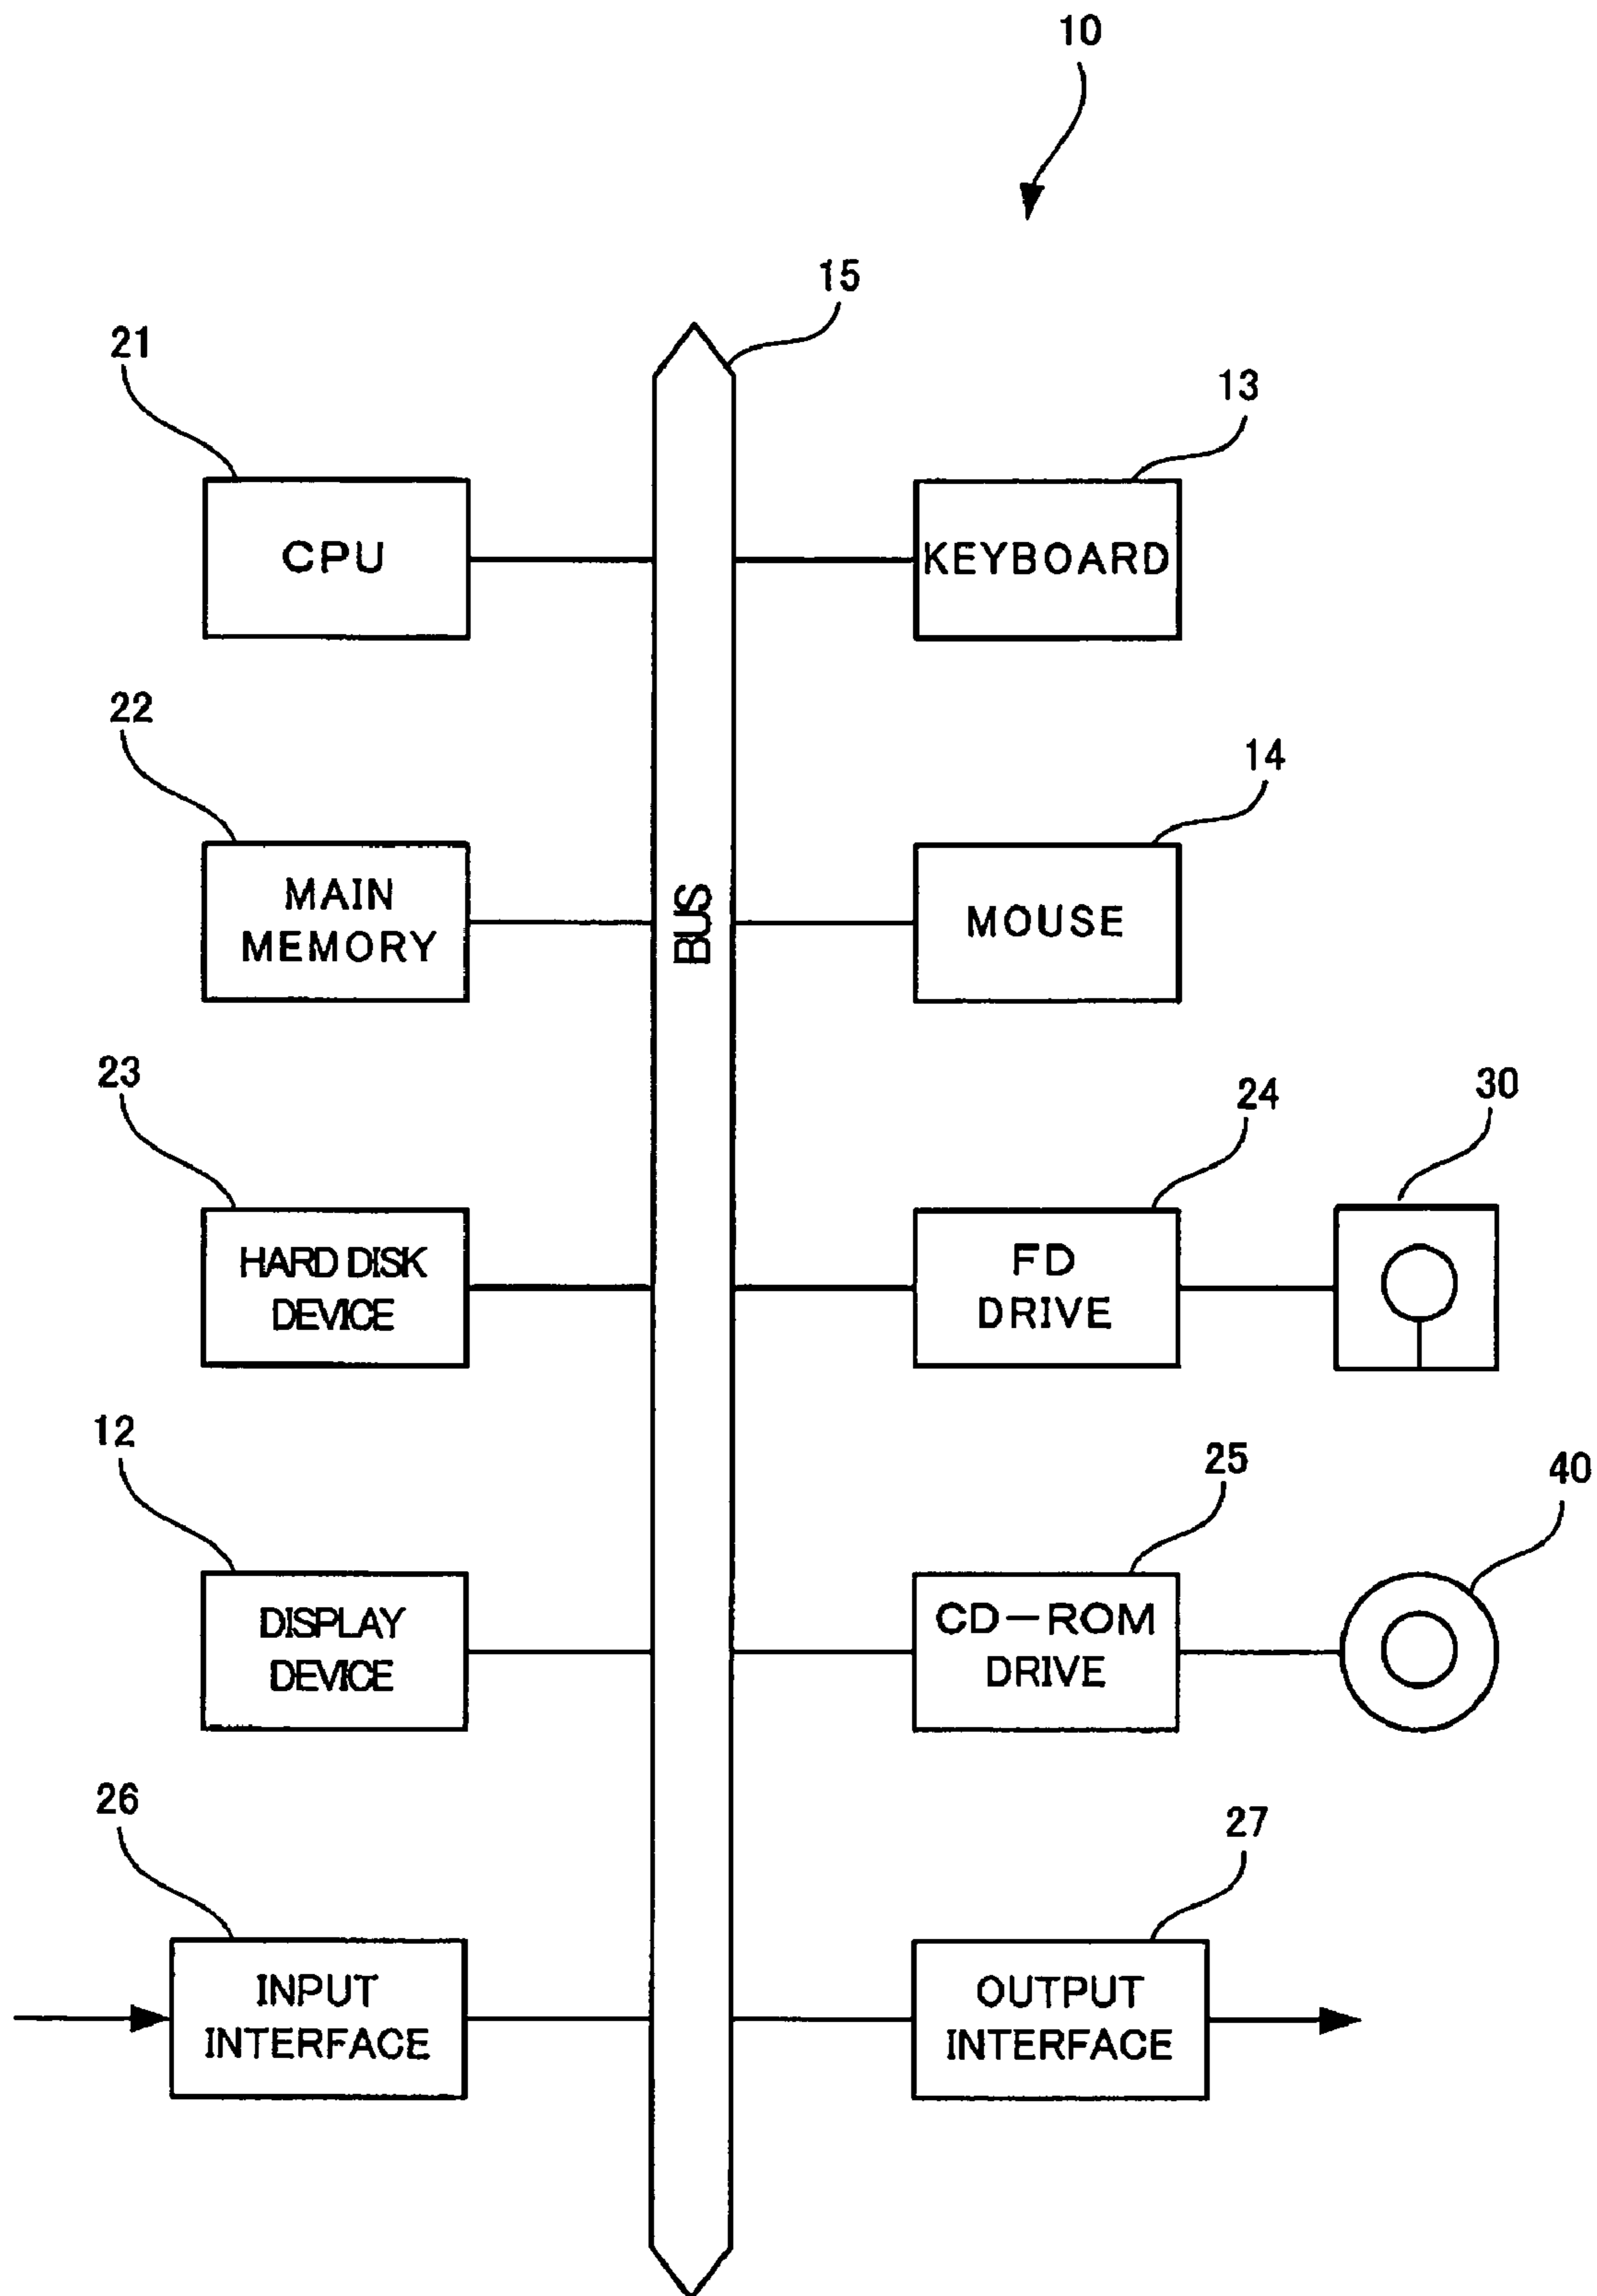 10
15
21
CPU
13
KEYBOARD
22
MAIN
MEMORY
BUS
14
MOUSE
23
HARD DISK
DEVICE
24
FD
DRIVE
30
12
DISPLAY
DEVICE
25
CD-ROM
DRIVE
40
26
INPUT
INTERFACE
27
OUTPUT
INTERFACE